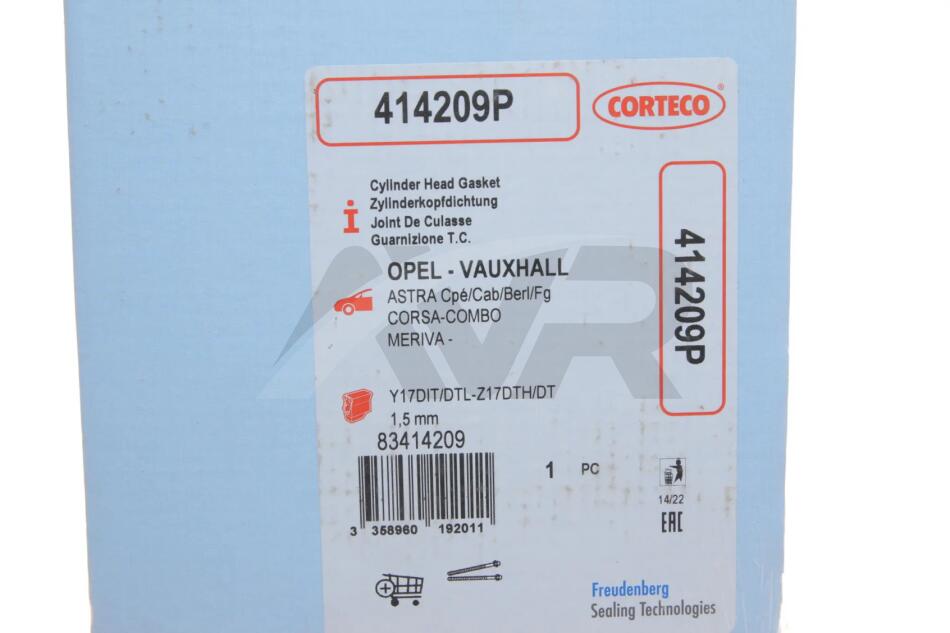 414209P
CORTECO
Cylinder Head Gasket
Zylinderkopfdichtung
Joint De Culasse
Guarnizione T.C.
OPEL - VAUXHALL
ASTRA Cpé/Cab/Berl/Fg
CORSA-COMBO
MERIVA -
414209P
Y17DIT/DTL-Z17DTH/DT
1,5 mm
83414209
1 PC
3 358960 192011
14/22
EAC
Freudenberg
Sealing Technologies
AVR